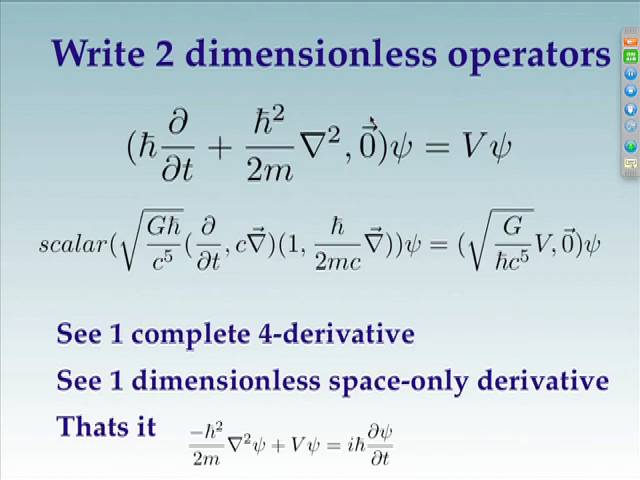 Write 2 dimensionless operators
(ℏ ∂/∂t + ℏ²/2m ∇², 0⃗)ψ = Vψ
scalar(√(Gℏ/c⁵)(∂/∂t, c∇⃗)(1, ℏ/2mc ∇⃗))ψ = (√(G/ℏc⁵)V, 0⃗)ψ
See 1 complete 4-derivative
See 1 dimensionless space-only derivative
Thats it
−ℏ²/2m ∇²ψ + Vψ = iℏ ∂ψ/∂t